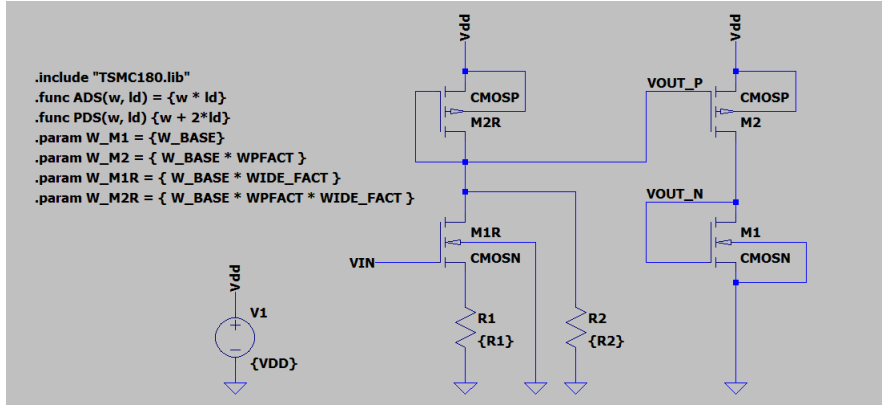 .include "TSMC180.lib"
.func ADS(w, ld) = {w * ld}
.func PDS(w, ld) {w + 2*ld}
.param W_M1 = {W_BASE}
.param W_M2 = { W_BASE * WPFACT }
.param W_M1R = { W_BASE * WIDE_FACT }
.param W_M2R = { W_BASE * WPFACT * WIDE_FACT }
Vdd
V1
{VDD}
Vdd
CMOSP
M2R
M1R
CMOSN
VIN
R1
{R1}
R2
{R2}
Vdd
VOUT_P
CMOSP
M2
VOUT_N
M1
CMOSN